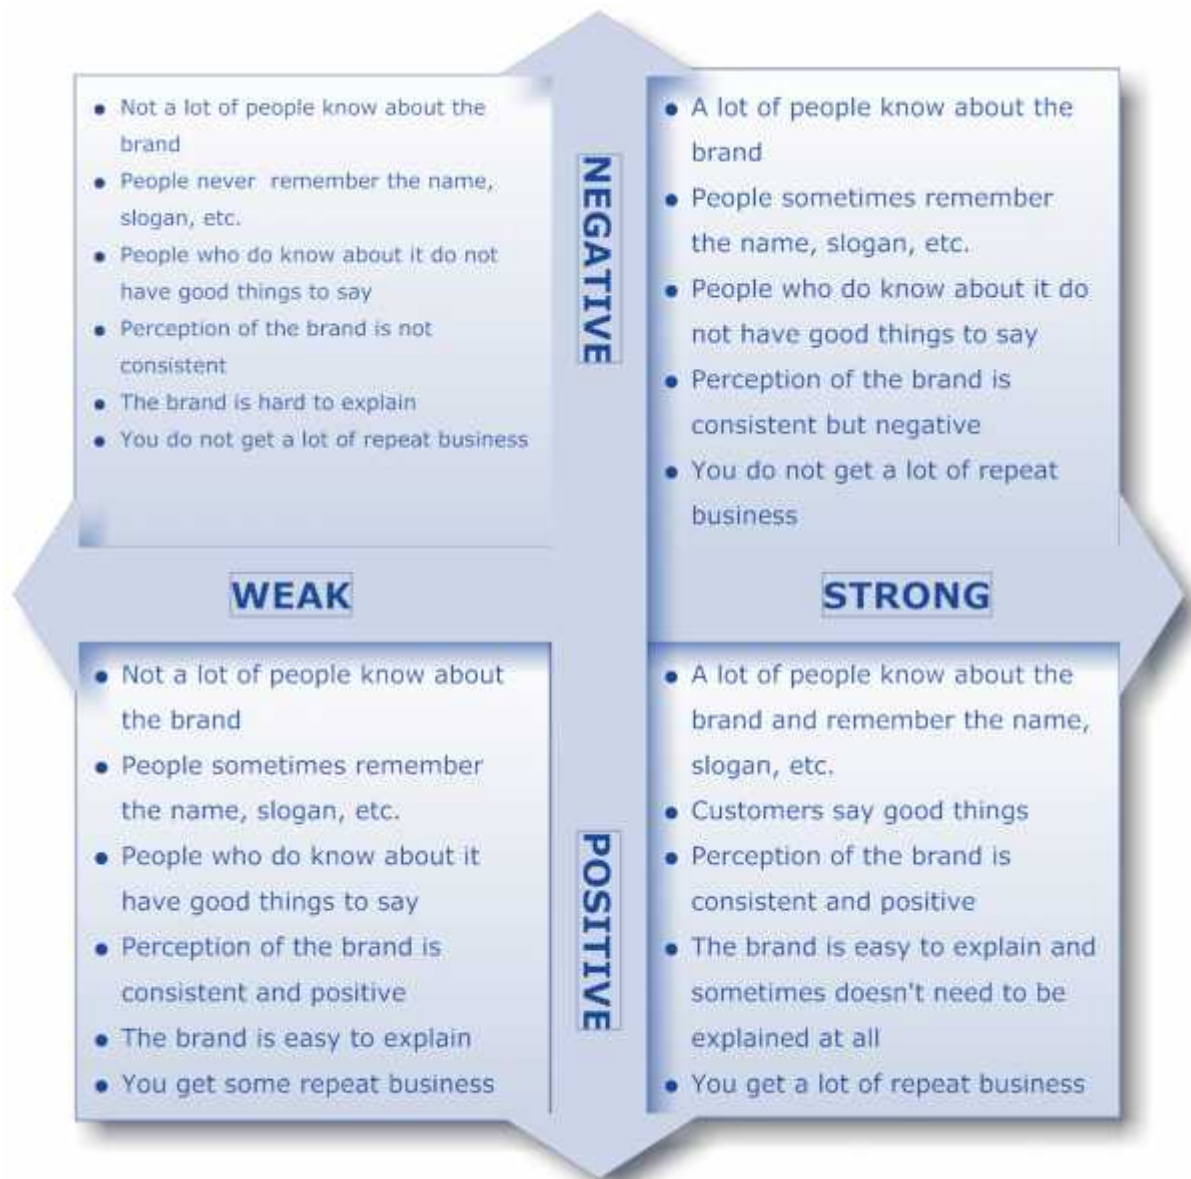 ● Not a lot of people know about the
brand
● People never remember the name,
slogan, etc.
● People who do know about it do not
have good things to say
● Perception of the brand is not
consistent
● The brand is hard to explain
● You do not get a lot of repeat business
NEGATIVE
● A lot of people know about the
brand
● People sometimes remember
the name, slogan, etc.
● People who do know about it do
not have good things to say
● Perception of the brand is
consistent but negative
● You do not get a lot of repeat
business
WEAK
STRONG
● Not a lot of people know about
the brand
● People sometimes remember
the name, slogan, etc.
● People who do know about it
have good things to say
● Perception of the brand is
consistent and positive
● The brand is easy to explain
● You get some repeat business
POSITIVE
● A lot of people know about the
brand and remember the name,
slogan, etc.
● Customers say good things
● Perception of the brand is
consistent and positive
● The brand is easy to explain and
sometimes doesn't need to be
explained at all
● You get a lot of repeat business